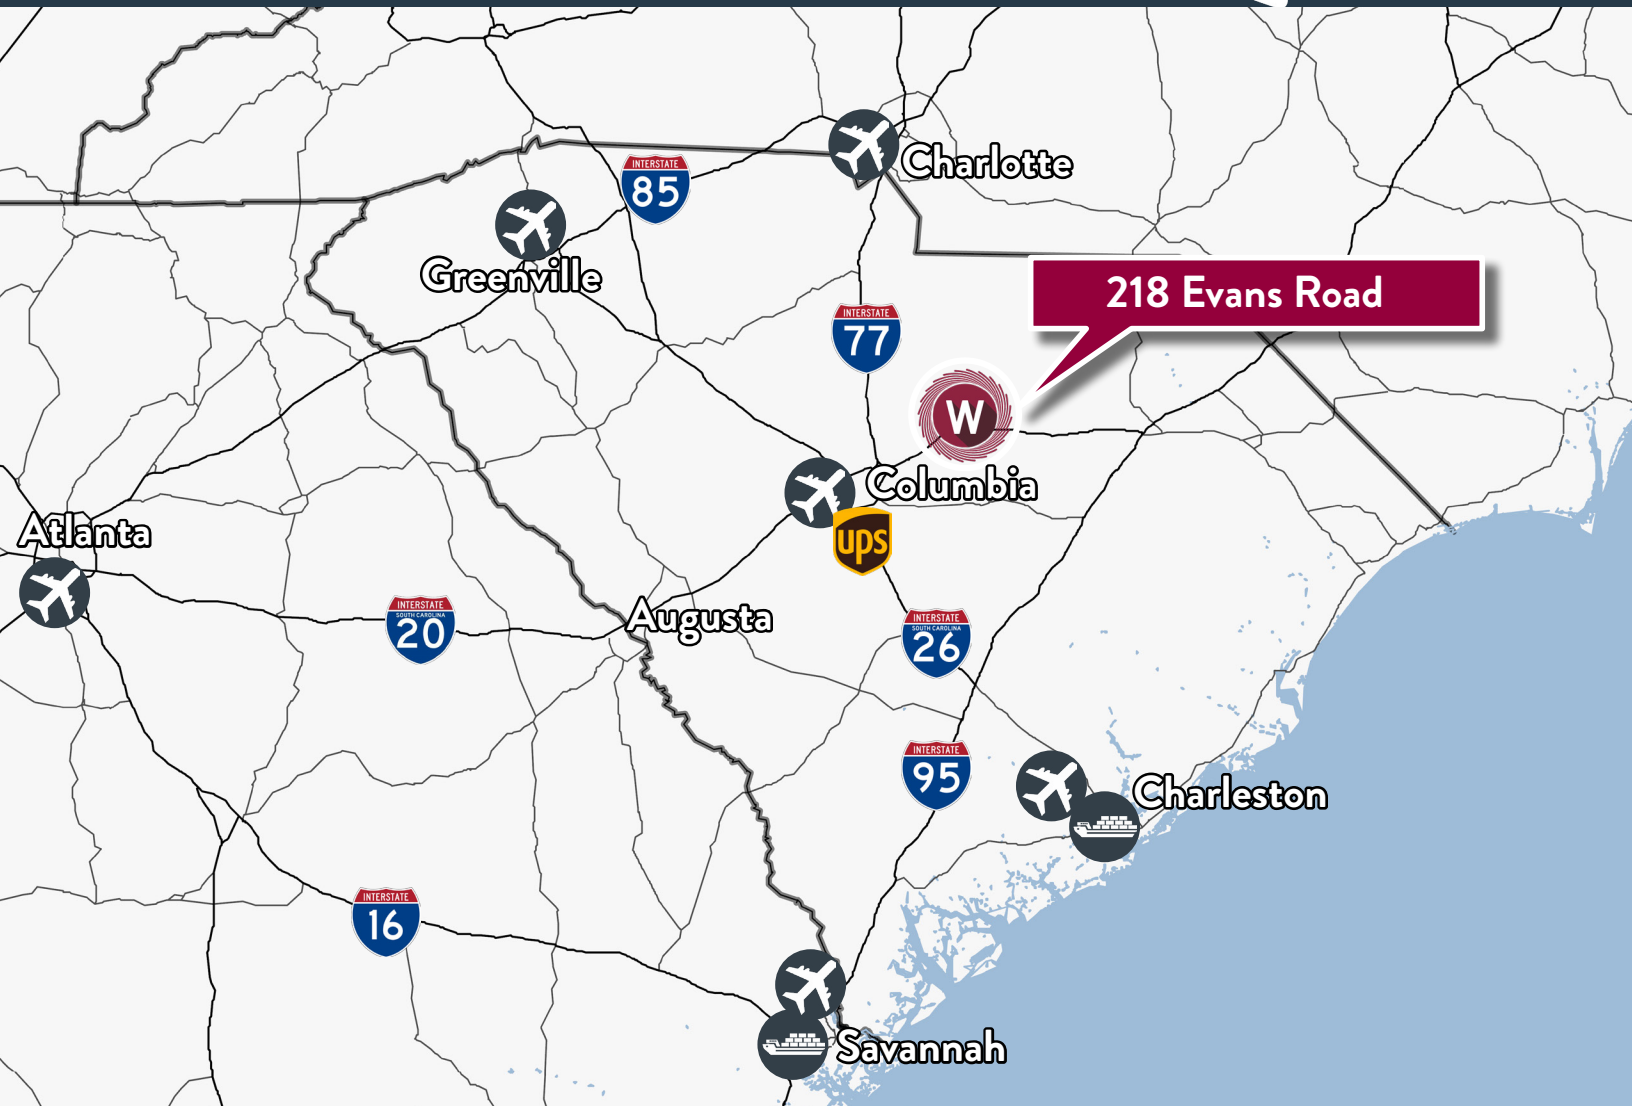 Charlotte
INTERSTATE
85
Greenville
218 Evans Road
INTERSTATE
77
W
Columbia
ups
Atlanta
INTERSTATE
SOUTH CAROLINA
20
Augusta
INTERSTATE
SOUTH CAROLINA
26
INTERSTATE
95
Charleston
INTERSTATE
16
Savannah